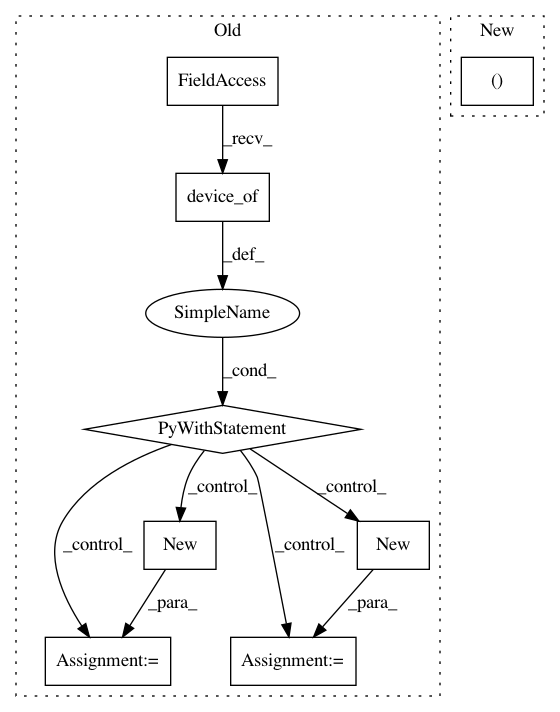 Old
New
FieldAccess
()
_recv_
device_of
_def_
SimpleName
_cond_
PyWithStatement
_control_
_control_
New
_control_
_control_
New
_para_
_para_
Assignment:=
Assignment:=